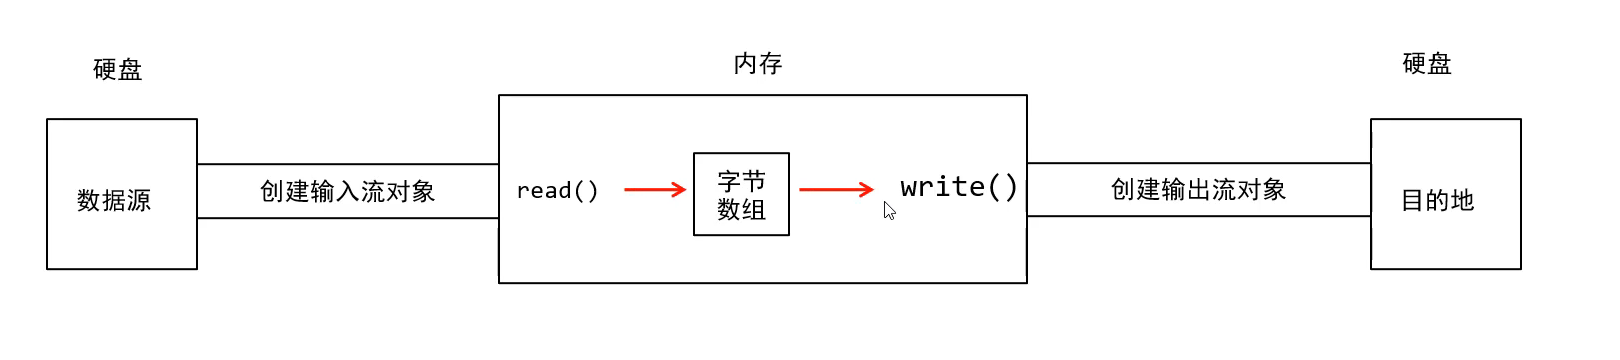 硬盘
内存
硬盘
数据源
创建输入流对象
read()
字节
数组
write()
创建输出流对象
目的地